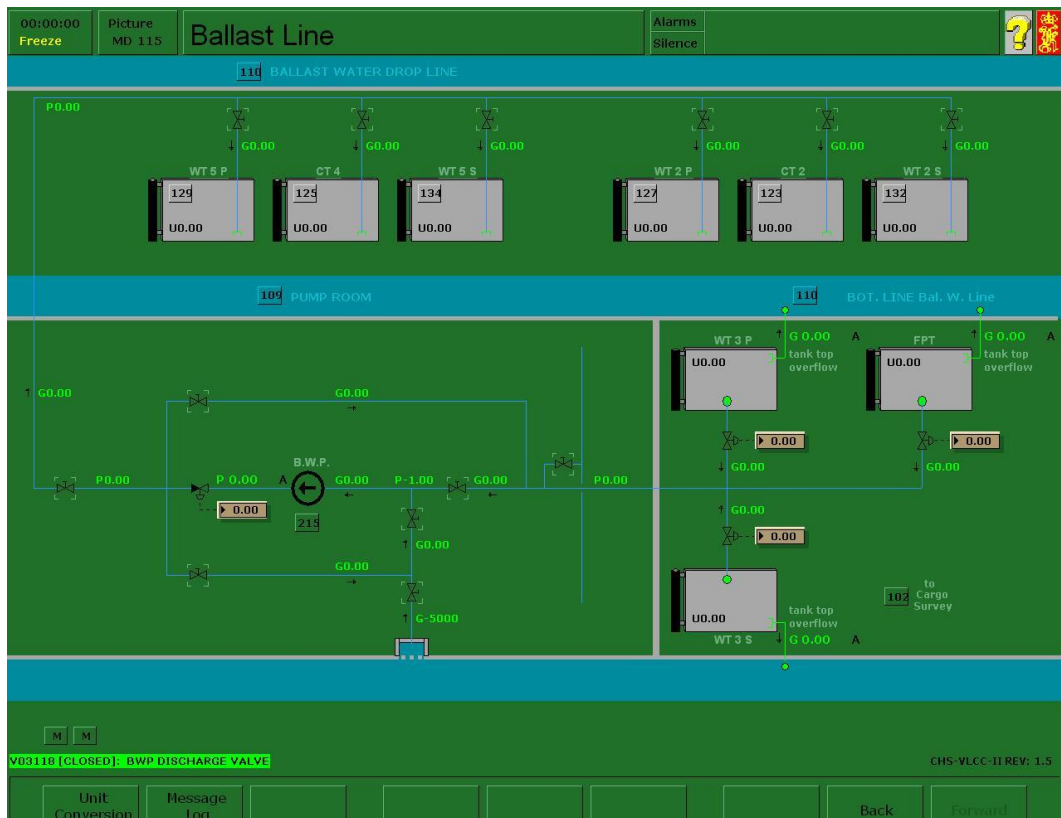 00:00:00
Freeze
Picture
MD 115
Ballast Line
Alarms
Silence
110 BALLAST WATER DROP LINE
P0.00
G0.00 G0.00 G0.00 G0.00 G0.00 G0.00
WT 5 P CT 4 WT 5 S WT 2 P CT 2 WT 2 S
129 125 134 127 123 132
U0.00 U0.00 U0.00 U0.00 U0.00 U0.00
109 PUMP ROOM
110 BOT. LINE Bal. W. Line
G0.00
G0.00
B.W.P.
P0.00 P 0.00 A G0.00 P-1.00 G0.00 P0.00
0.00
215
G0.00
G0.00
G-5000
WT 3 P
G 0.00 A
U0.00
tank top
overflow
0.00
G0.00
FPT
G 0.00 A
U0.00
tank top
overflow
0.00
G0.00
G0.00
0.00
U0.00
WT 3 S
tank top
overflow
G 0.00 A
102
to
Cargo
Survey
M M
V03118 [CLOSED]: BWP DISCHARGE VALVE
CHS-VLCC-II REV: 1.5
Unit
Conversion
Message
Log
Back
Forward